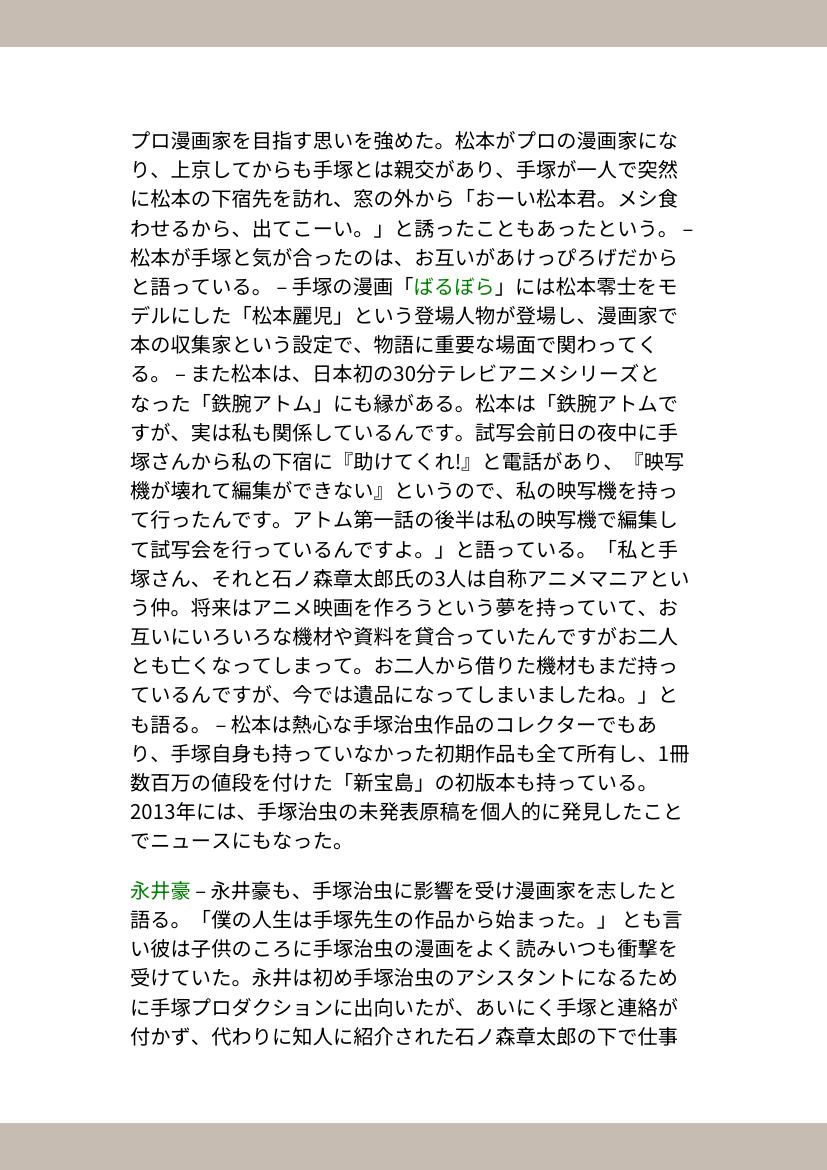 プロ漫画家を目指す思いを強めた。松本がプロの漫画家にな
り、上京してからも手塚とは親交があり、手塚が一人で突然
に松本の下宿先を訪れ、窓の外から「おーい松本君。メシ食
わせるから、出てこーい。」と誘ったこともあったという。 –
松本が手塚と気が合ったのは、お互いがあけっぴろげだから
と語っている。 – 手塚の漫画「ばるぼら」には松本零士をモ
デルにした「松本麗児」という登場人物が登場し、漫画家で
本の収集家という設定で、物語に重要な場面で関わってく
る。 – また松本は、日本初の30分テレビアニメシリーズと
なった「鉄腕アトム」にも縁がある。松本は「鉄腕アトムで
すが、実は私も関係しているんです。試写会前日の夜中に手
塚さんから私の下宿に『助けてくれ!』と電話があり、『映写
機が壊れて編集ができない』というので、私の映写機を持っ
て行ったんです。アトム第一話の後半は私の映写機で編集し
て試写会を行っているんですよ。」と語っている。「私と手
塚さん、それと石ノ森章太郎氏の3人は自称アニメマニアとい
う仲。将来はアニメ映画を作ろうという夢を持っていて、お
互いにいろいろな機材や資料を貸合っていたんですがお二人
とも亡くなってしまって。お二人から借りた機材もまだ持っ
ているんですが、今では遺品になってしまいましたね。」と
も語る。 – 松本は熱心な手塚治虫作品のコレクターでもあ
り、手塚自身も持っていなかった初期作品も全て所有し、1冊
数百万の値段を付けた「新宝島」の初版本も持っている。
2013年には、手塚治虫の未発表原稿を個人的に発見したこと
でニュースにもなった。
永井豪 – 永井豪も、手塚治虫に影響を受け漫画家を志したと
語る。「僕の人生は手塚先生の作品から始まった。」 とも言
い彼は子供のころに手塚治虫の漫画をよく読みいつも衝撃を
受けていた。永井は初め手塚治虫のアシスタントになるため
に手塚プロダクションに出向いたが、あいにく手塚と連絡が
付かず、代わりに知人に紹介された石ノ森章太郎の下で仕事